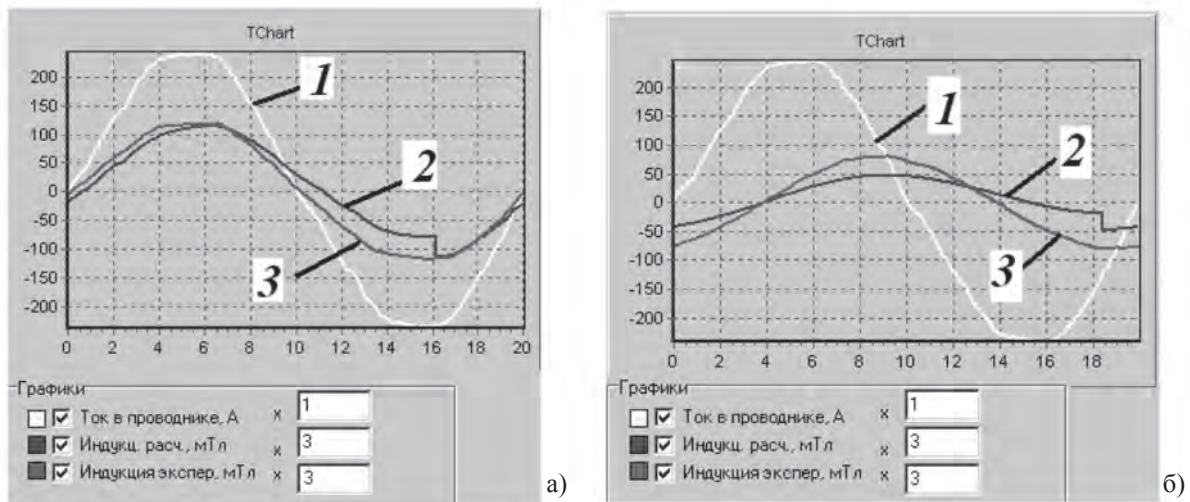 TChart
200
150
100
50
0
-50
-100
-150
-200
0 2 4 6 8 10 12 14 16 18 20
1
2
3
Графики
Ток в проводнике, А х 1
Индукц. расч., мТл х 3
Индукция экспер, мТл х 3
а)
TChart
200
150
100
50
0
-50
-100
-150
-200
0 2 4 6 8 10 12 14 16 18
1
2
3
Графики
Ток в проводнике, А х 1
Индукц. расч., мТл х 3
Индукция экспер, мТл х 3
б)